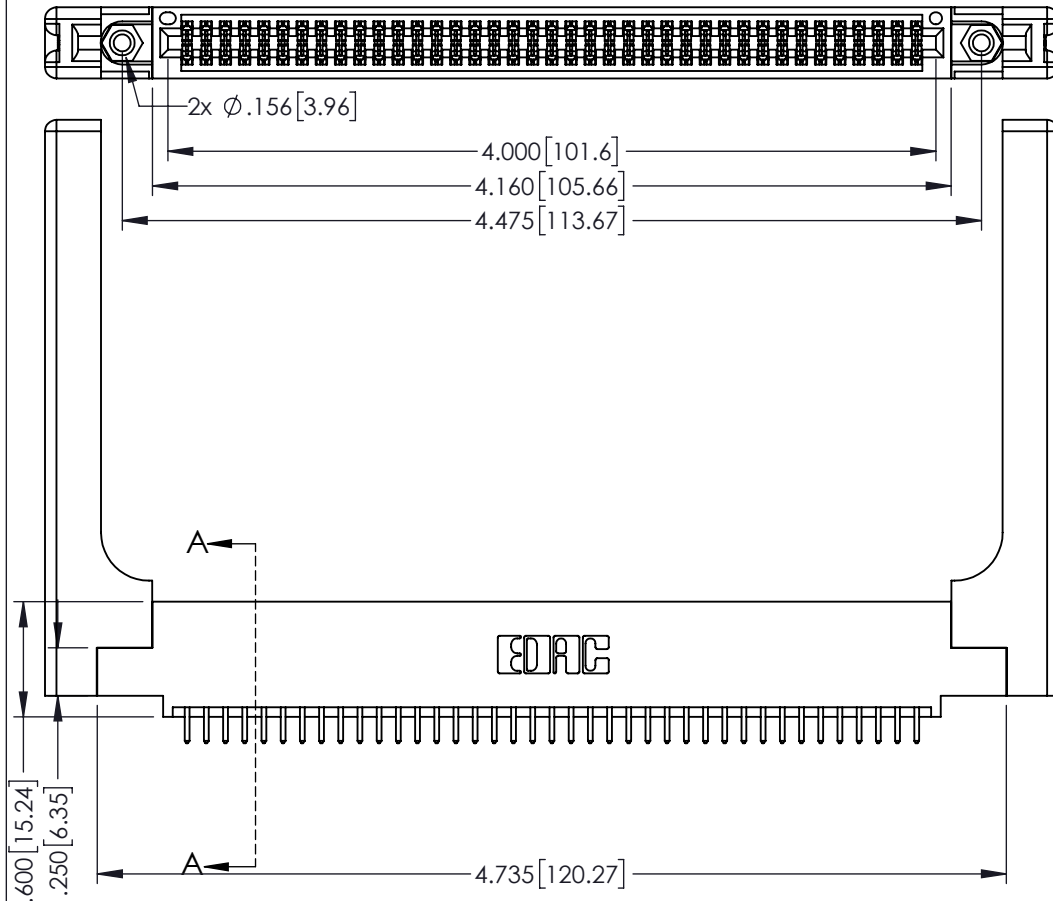 2x Ø.156[3.96]
4.000[101.6]
4.160[105.66]
4.475[113.67]
A
EDAC
.600[15.24]
.250[6.35]
A
4.735[120.27]